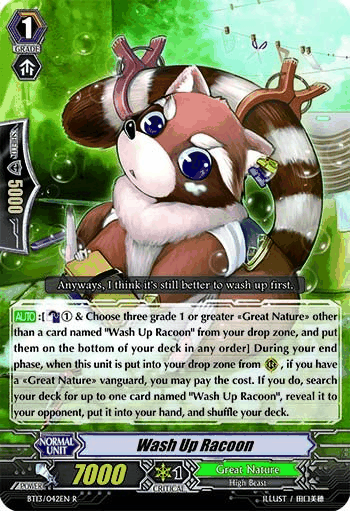 1
GRADE
SHIELD
5000
Anyways, I think it's still better to wash up first.
AUTO :[ ① & Choose three grade 1 or greater «Great Nature» other
than a card named "Wash Up Racoon" from your drop zone, and put
them on the bottom of your deck in any order] During your end
phase, when this unit is put into your drop zone from , if you have
a «Great Nature» vanguard, you may pay the cost. If you do, search
your deck for up to one card named "Wash Up Racoon", reveal it to
your opponent, put it into your hand, and shuffle your deck.
NORMAL
UNIT
Wash Up Racoon
POWER
7000
1
CRITICAL
Great Nature
High Beast
BT13/042EN R
ILLUST / 田口美穂